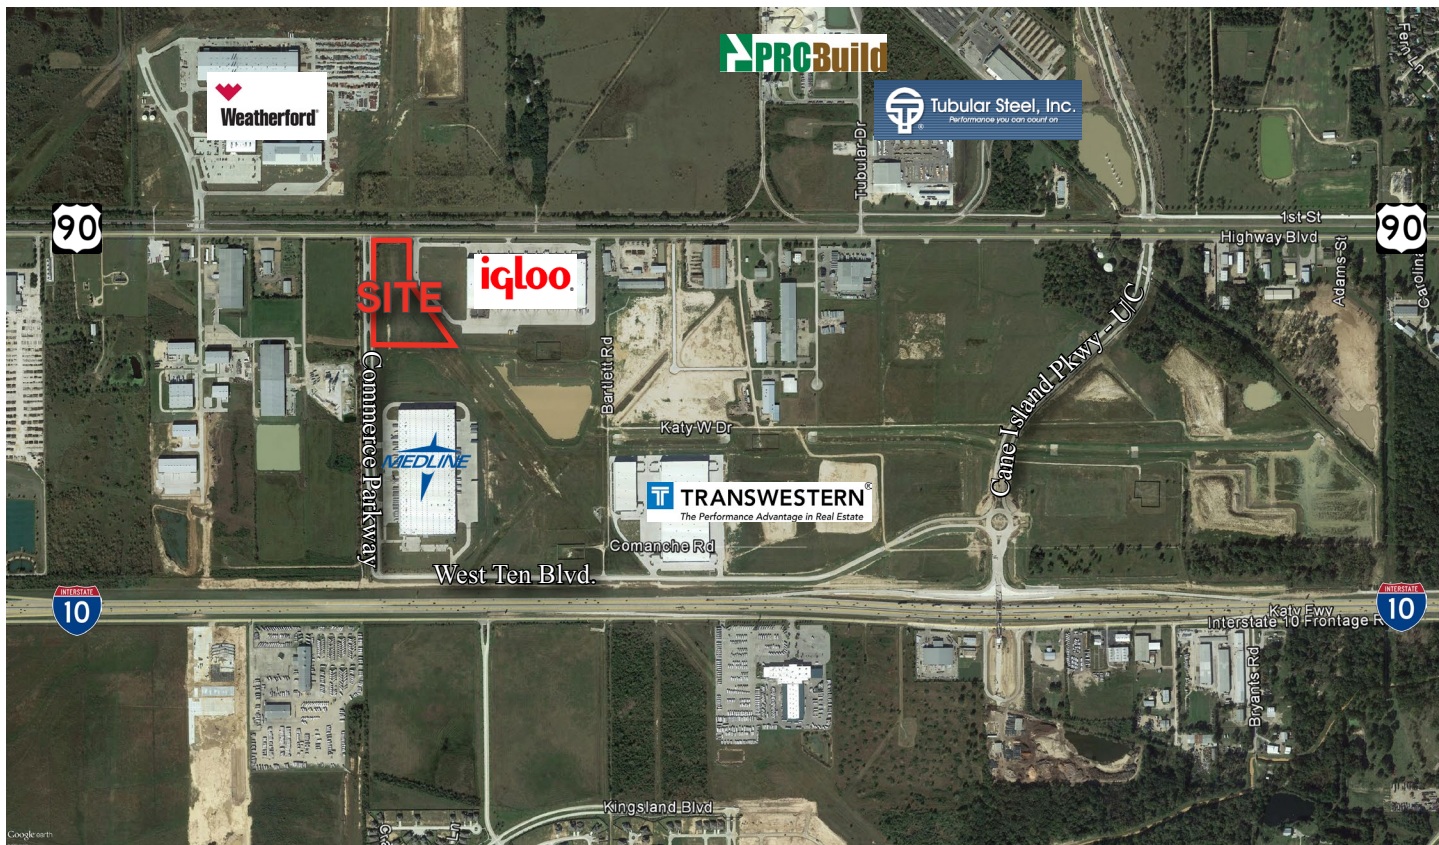 PROBuild
Weatherford
Tubular Steel, Inc.
Performance you can count on
Fern Ln
Tubular Dr
1st St
90
90
Highway Blvd
Adams St
Carolina
igloo
SITE
Commerce Parkway
Bartlett Rd
Cane Island Pkwy - U/C
Katy W Dr
MEDLINE
TRANSWESTERN®
The Performance Advantage in Real Estate
Comanche Rd
West Ten Blvd.
INTERSTATE
10
INTERSTATE
10
Katy Fwy
Interstate 10 Frontage R
Bryants Rd
Kingsland Blvd
Google earth